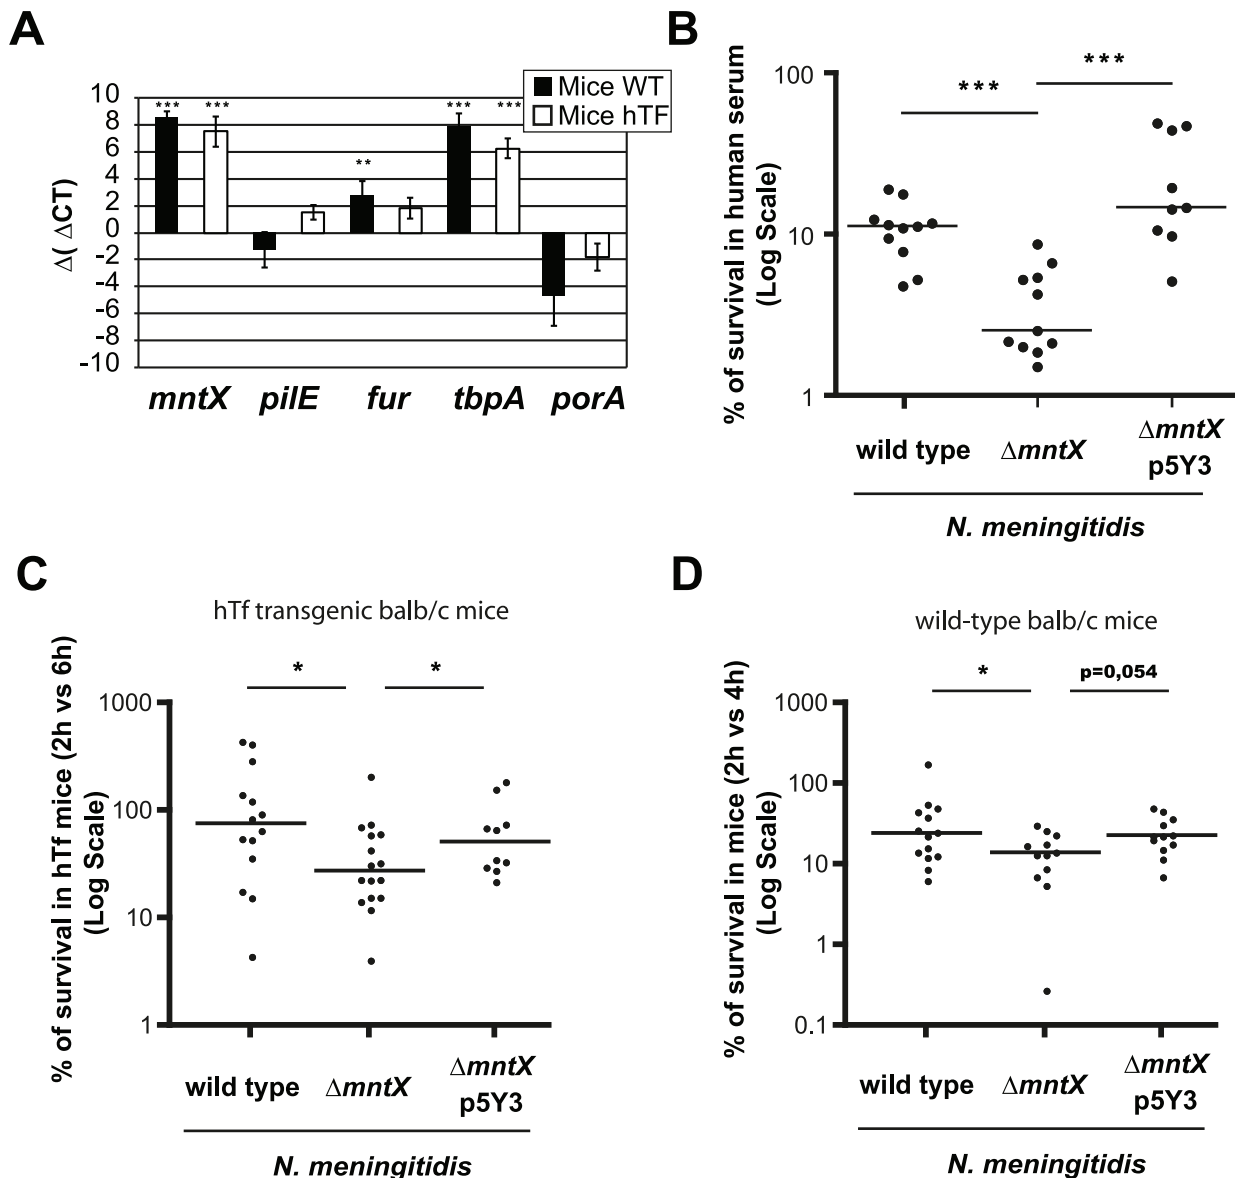 A
Mice WT
Mice hTF
10
8
6
4
2
0
-2
-4
-6
-8
-10
Δ( ΔCT)
*** *** ** *** ***
mntX pilE fur tbpA porA
B
% of survival in human serum
(Log Scale)
100
10
1
*** ***
wild type ΔmntX ΔmntX
p5Y3
N. meningitidis
C
hTf transgenic balb/c mice
% of survival in hTf mice (2h vs 6h)
(Log Scale)
1000
100
10
1
* *
wild type ΔmntX ΔmntX
p5Y3
N. meningitidis
D
wild-type balb/c mice
% of survival in mice (2h vs 4h)
(Log Scale)
1000
100
10
1
0.1
* p=0,054
wild type ΔmntX ΔmntX
p5Y3
N. meningitidis